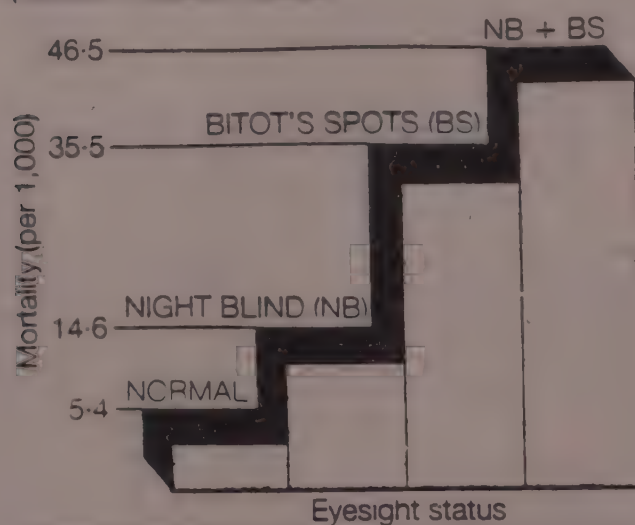 NB + BS
46·5
BITOT'S SPOTS (BS)
35·5
Mortality (per 1,000)
NIGHT BLIND (NB)
14·6
NORMAL
5·4
Eyesight status